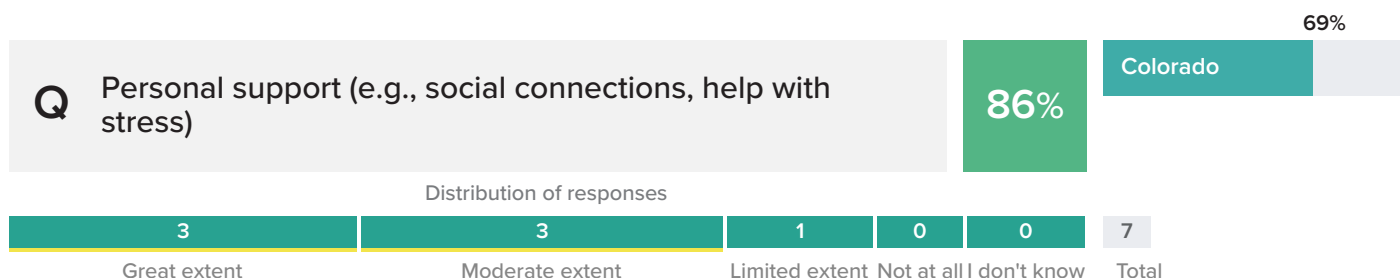 69%
Q
Personal support (e.g., social connections, help with
stress)
86%
Colorado
Distribution of responses
3 3 1 0 0 7
Great extent Moderate extent Limited extent Not at all I don't know Total